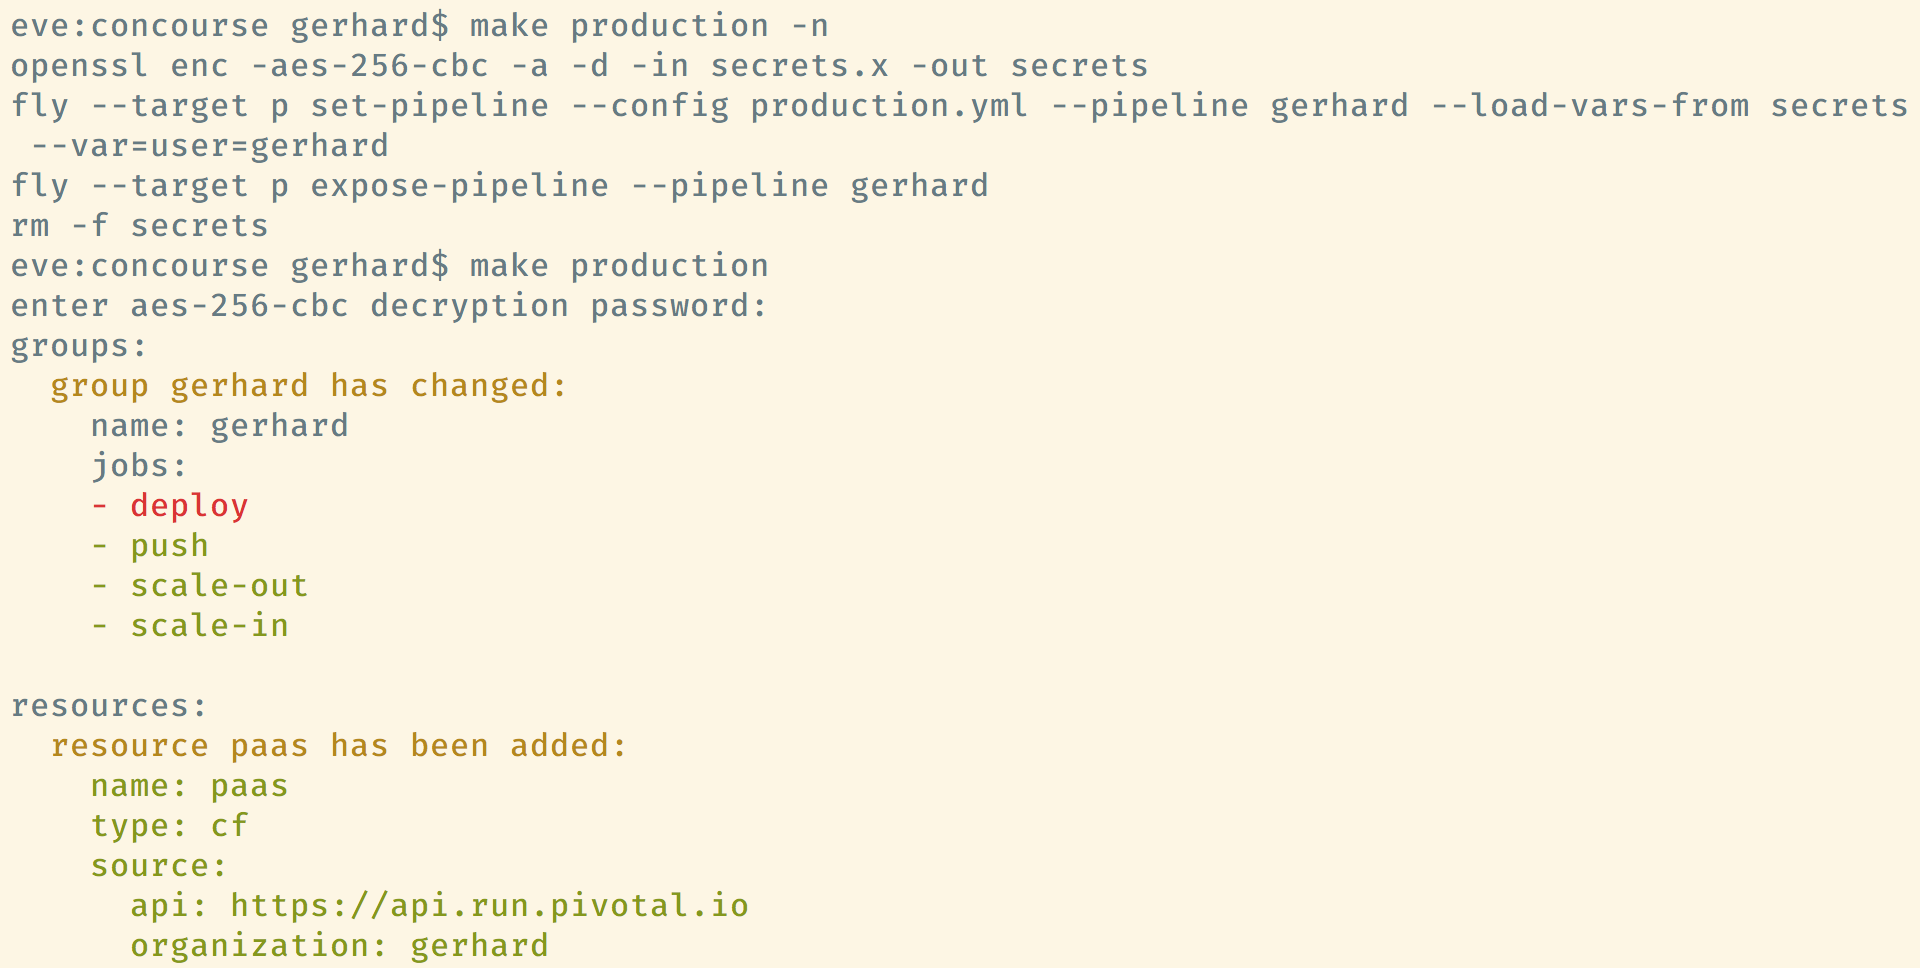 eve:concourse gerhard$ make production -n
openssl enc -aes-256-cbc -a -d -in secrets.x -out secrets
fly --target p set-pipeline --config production.yml --pipeline gerhard --load-vars-from secrets
 --var=user=gerhard
fly --target p expose-pipeline --pipeline gerhard
rm -f secrets
eve:concourse gerhard$ make production
enter aes-256-cbc decryption password:
groups:
  group gerhard has changed:
    name: gerhard
    jobs:
    - deploy
    - push
    - scale-out
    - scale-in

resources:
  resource paas has been added:
    name: paas
    type: cf
    source:
      api: https://api.run.pivotal.io
      organization: gerhard